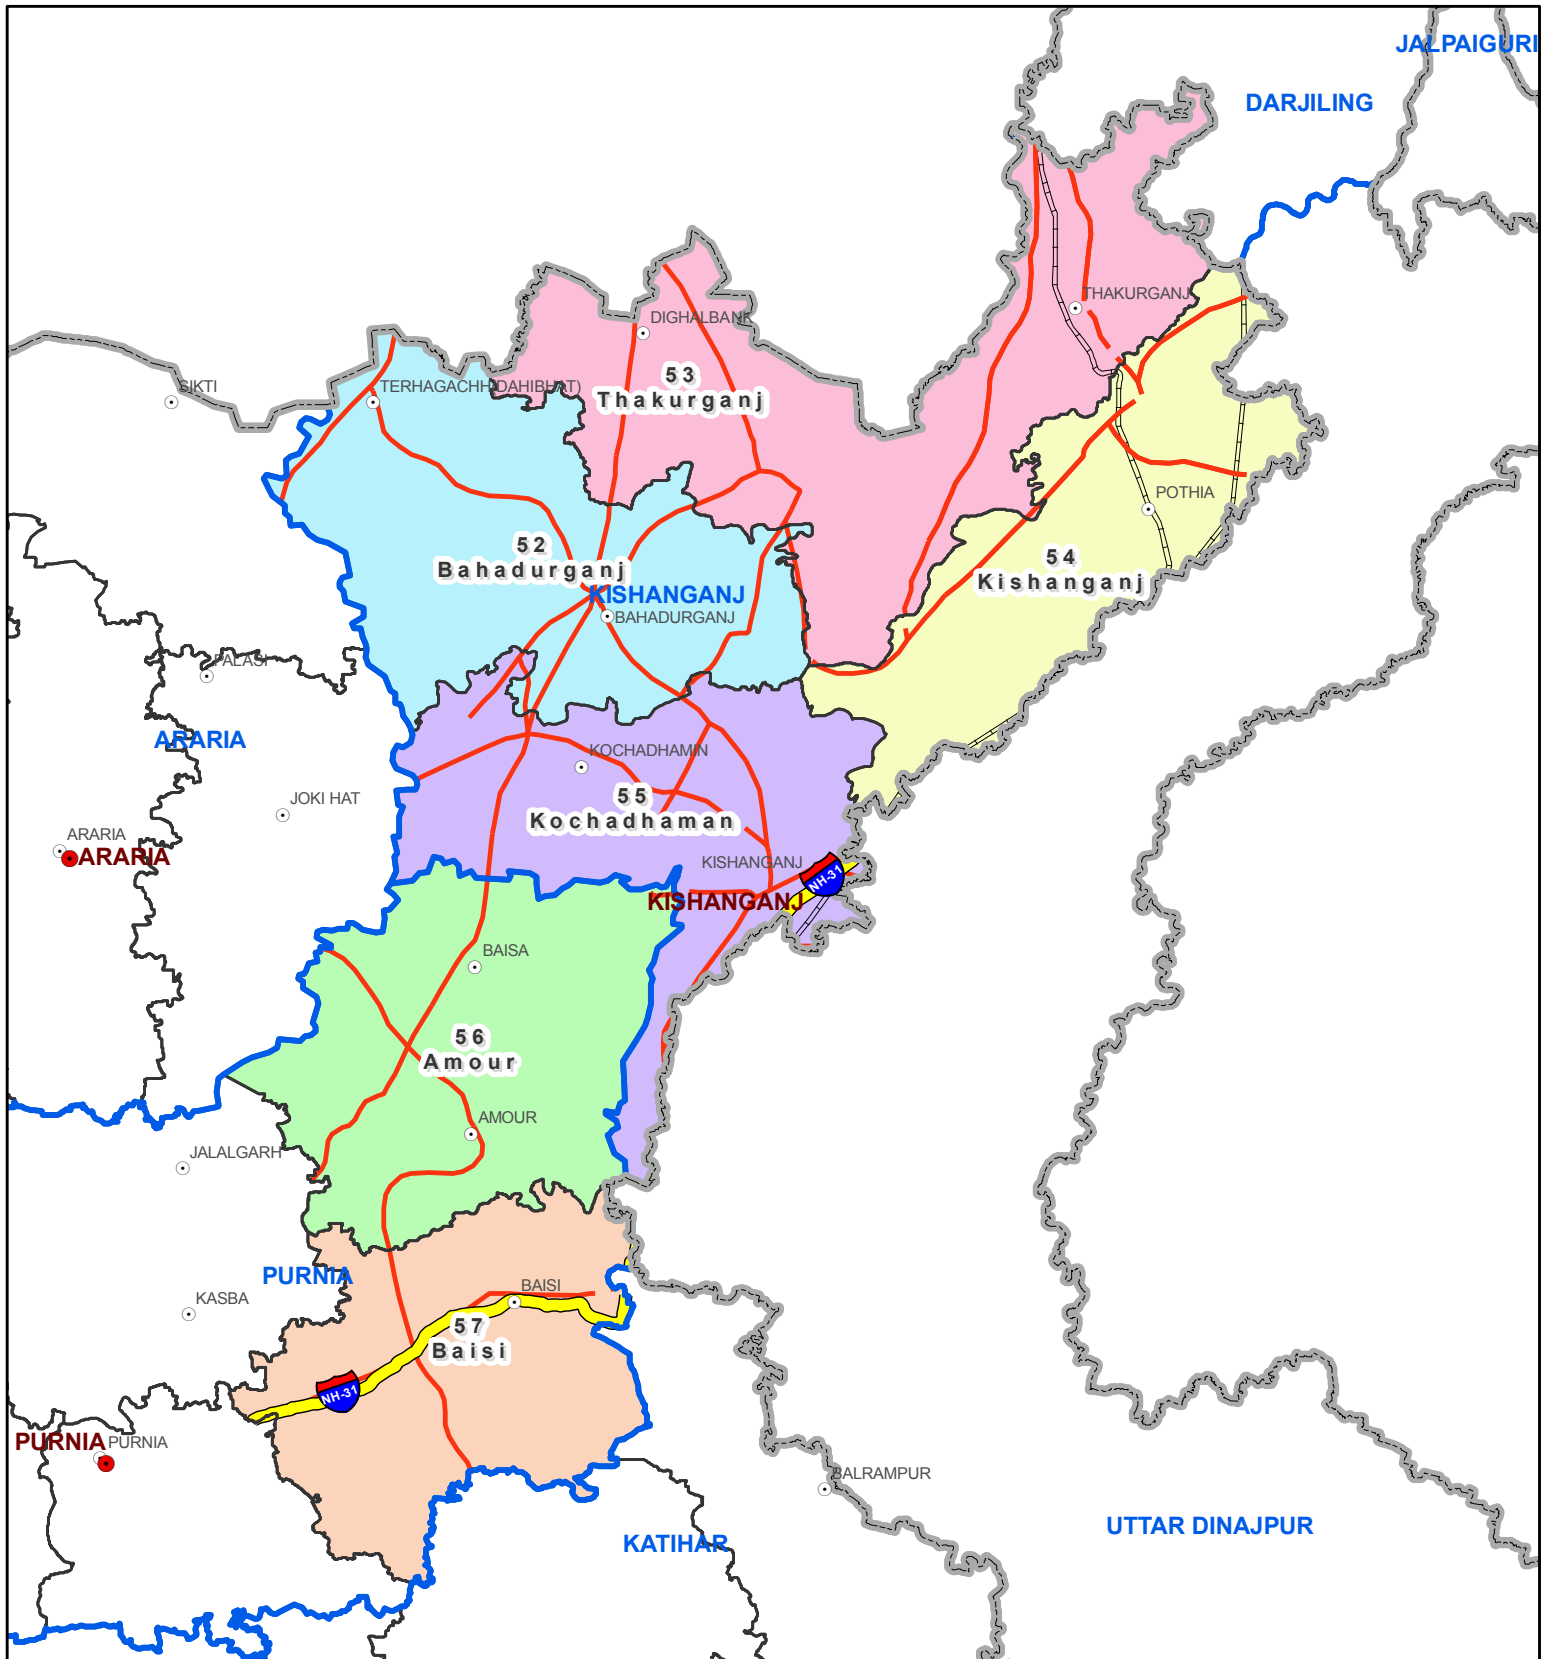 JALPAIGURI
DARJILING
THAKURGANJ
DIGHALBANK
53
Thakurganj
SIKTI
TERHAGACHH(DAHIBHAT)
POTHIA
52
Bahadurganj
54
Kishanganj
KISHANGANJ
BAHADURGANJ
PALASI
ARARIA
KOCHADHAMIN
JOKI HAT
55
Kochadhaman
ARARIA
ARARIA
KISHANGANJ
NH-31
KISHANGANJ
BAISA
56
Amour
AMOUR
JALALGARH
PURNIA
BAISI
KASBA
57
Baisi
NH-31
PURNIA
PURNIA
BALRAMPUR
UTTAR DINAJPUR
KATIHAR